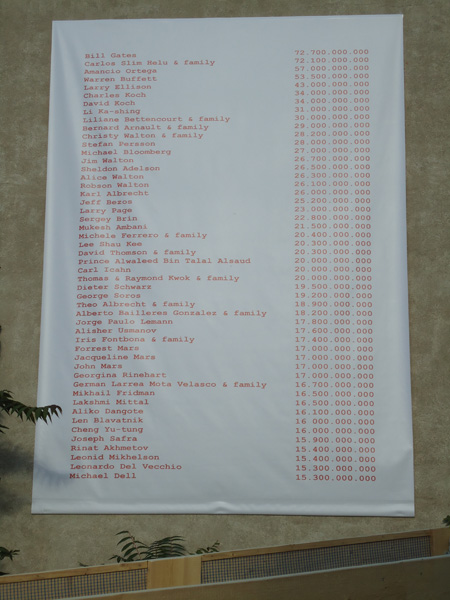 Bill Gates 72.700.000.000
Carlos Slim Helu & family 72.100.000.000
Amancio Ortega 57.000.000.000
Warren Buffett 53.500.000.000
Larry Ellison 43.000.000.000
Charles Koch 34.000.000.000
David Koch 34.000.000.000
Li Ka-shing 31.000.000.000
Liliane Bettencourt & family 30.000.000.000
Bernard Arnault & family 29.000.000.000
Christy Walton & family 28.200.000.000
Stefan Persson 28.000.000.000
Michael Bloomberg 27.000.000.000
Jim Walton 26.700.000.000
Sheldon Adelson 26.500.000.000
Alice Walton 26.300.000.000
Robson Walton 26.300.000.000
Karl Albrecht 26.000.000.000
Jeff Bezos 25.200.000.000
Larry Page 23.000.000.000
Sergey Brin 22.800.000.000
Mukesh Ambani 21.500.000.000
Michele Ferrero & family 20.400.000.000
Lee Shau Kee 20.300.000.000
David Thomson & family 20.300.000.000
Prince Alwaleed Bin Talal Alsaud 20.000.000.000
Carl Icahn 20.000.000.000
Thomas & Raymond Kwok & family 20.000.000.000
Dieter Schwarz 19.500.000.000
George Soros 19.200.000.000
Theo Albrecht & family 18.900.000.000
Alberto Bailleres Gonzalez & family 18.200.000.000
Jorge Paulo Lemann 17.800.000.000
Alisher Usmanov 17.600.000.000
Iris Fontbona & family 17.400.000.000
Forrest Mars 17.000.000.000
Jacqueline Mars 17.000.000.000
John Mars 17.000.000.000
Georgina Rinehart 17.000.000.000
German Larrea Mota Velasco & family 16.700.000.000
Mikhail Fridman 16.500.000.000
Lakshmi Mittal 16.500.000.000
Aliko Dangote 16.100.000.000
Len Blavatnik 16.000.000.000
Cheng Yu-tung 16.000.000.000
Joseph Safra 15.900.000.000
Rinat Akhmetov 15.400.000.000
Leonid Mikhelson 15.400.000.000
Leonardo Del Vecchio 15.300.000.000
Michael Dell 15.300.000.000